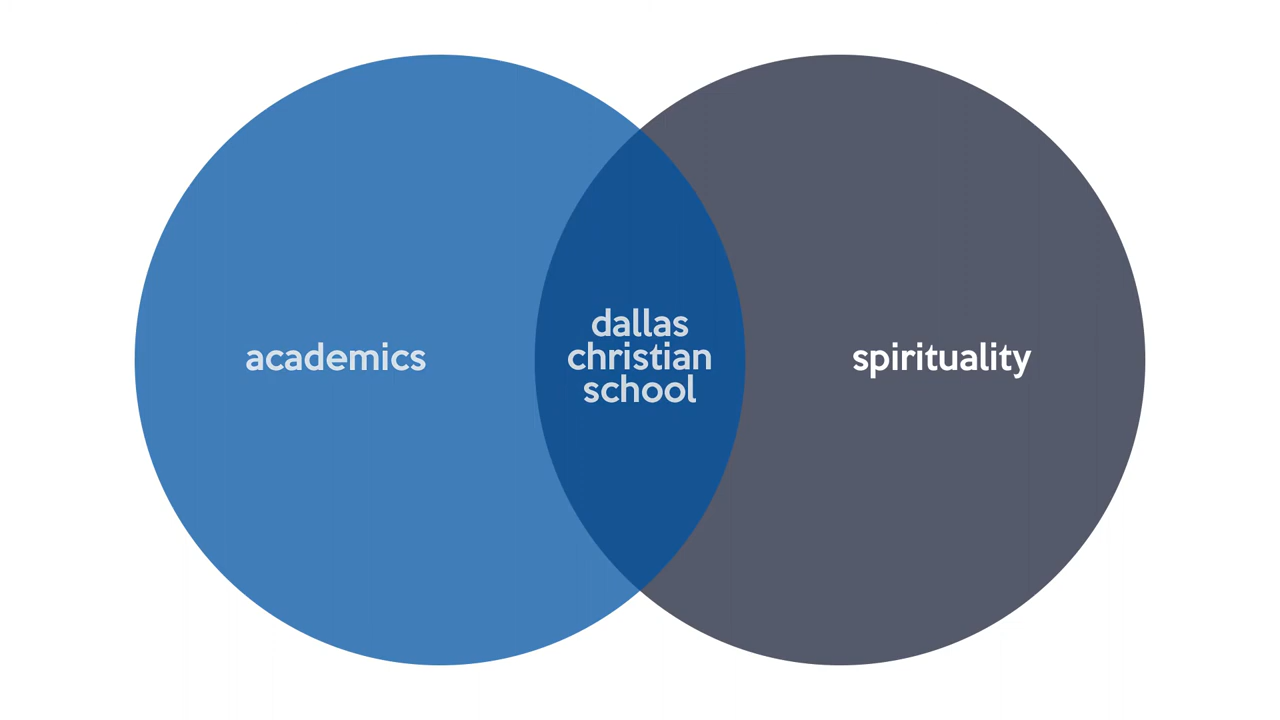 academics
dallas
christian
school
spirituality